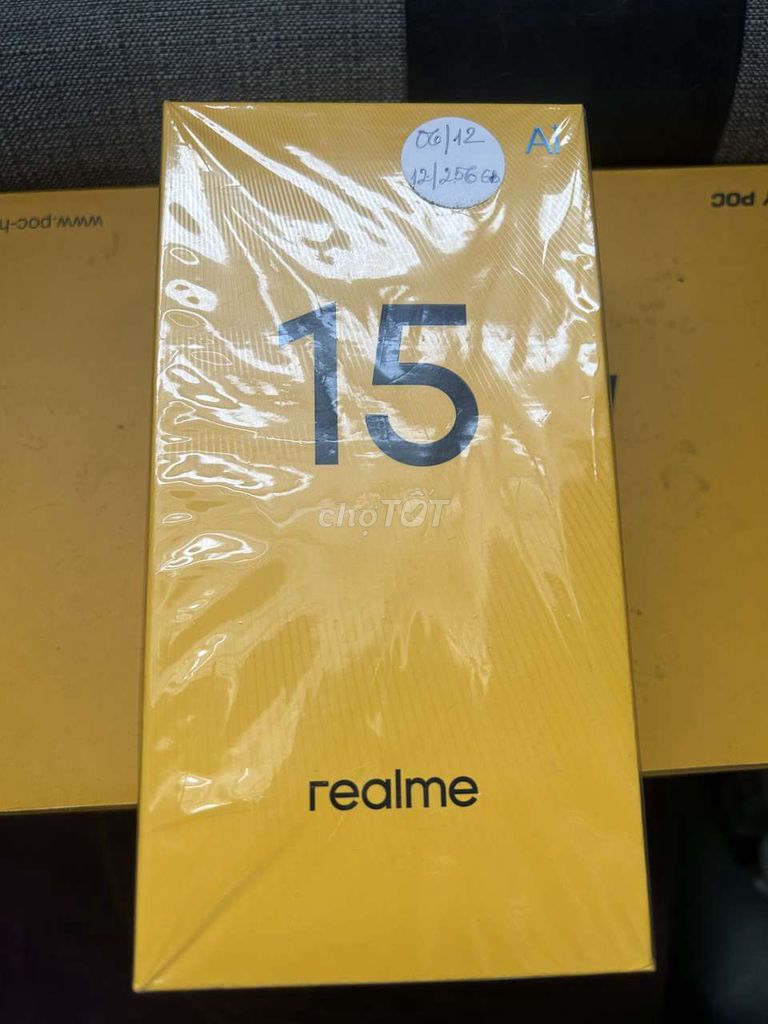 06/12
12/256GB
Ai
www.poc-h
Y POC
15
chợTỐT
realme